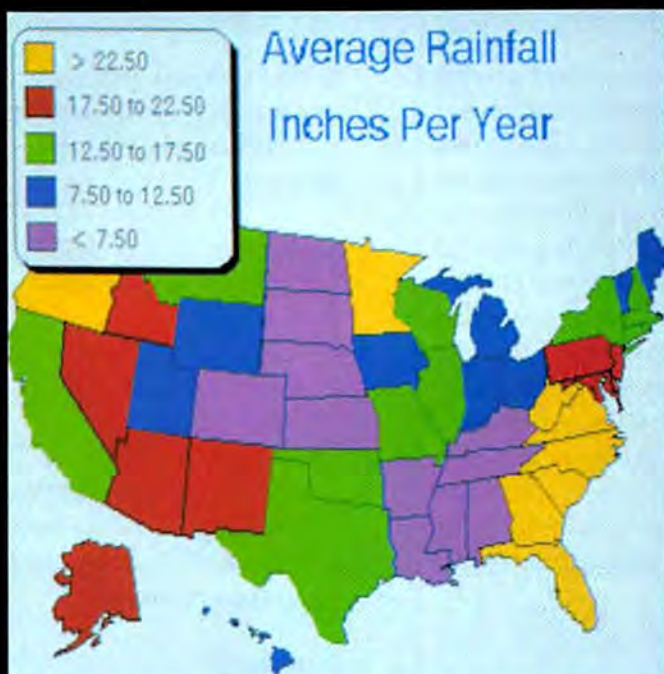 Average Rainfall
Inches Per Year
> 22.50
17.50 to 22.50
12.50 to 17.50
7.50 to 12.50
< 7.50